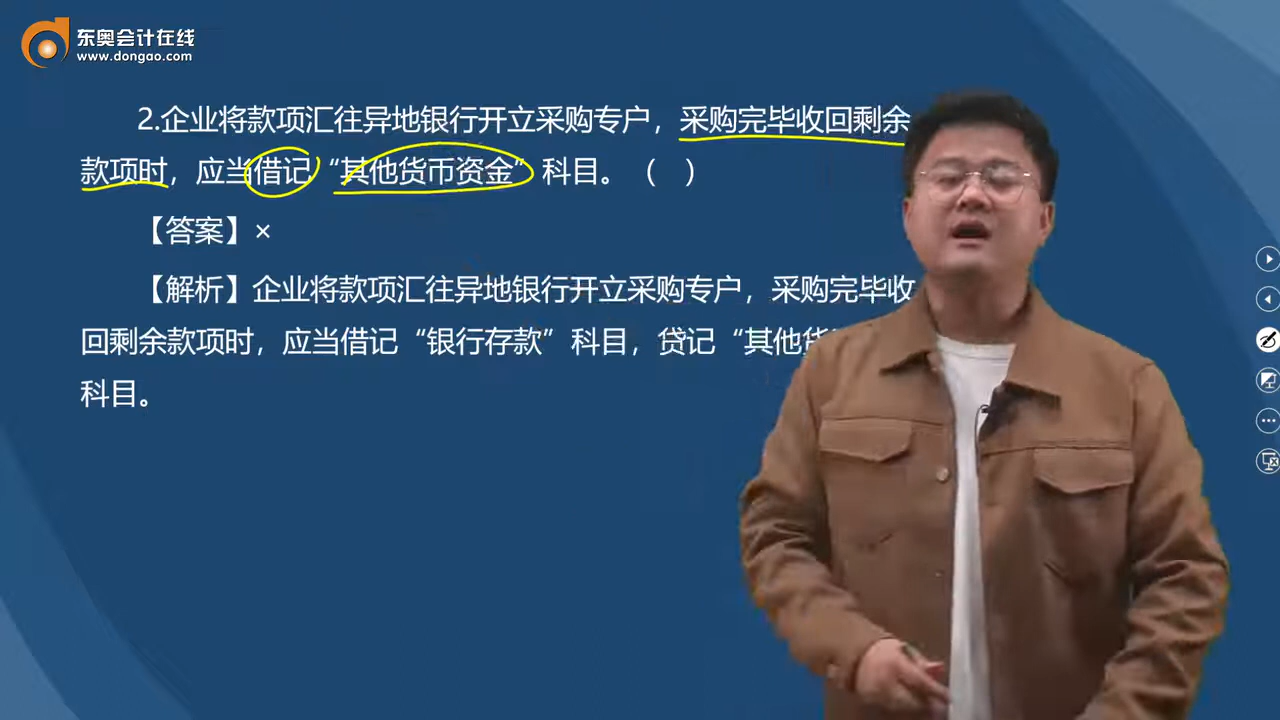 东奥会计在线
www.dongao.com
2.企业将款项汇往异地银行开立采购专户，采购完毕收回剩余
款项时，应当借记“其他货币资金”科目。（ ）
【答案】×
【解析】企业将款项汇往异地银行开立采购专户，采购完毕收
回剩余款项时，应当借记“银行存款”科目，贷记“其他
科目。